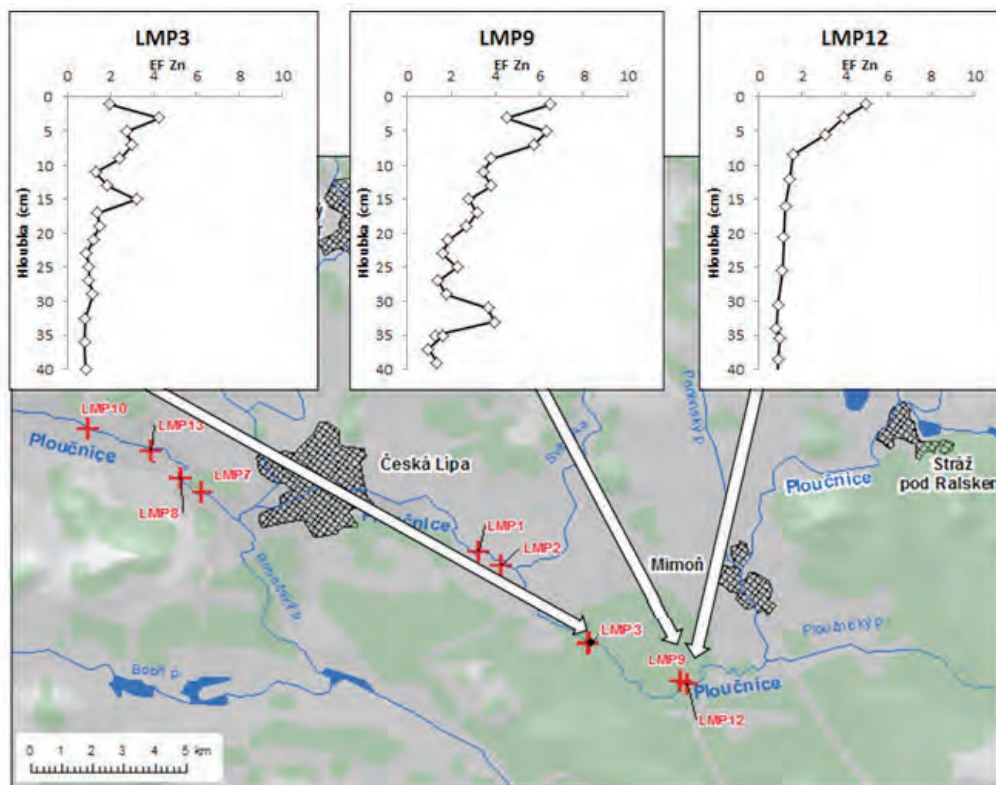 LMP3
EF Zn
0 2 4 6 8 10
Hloubka (cm)
0
5
10
15
20
25
30
35
40
LMP9
EF Zn
0 2 4 6 8 10
Hloubka (cm)
0
5
10
15
20
25
30
35
40
LMP12
EF Zn
0 2 4 6 8 10
Hloubka (cm)
0
5
10
15
20
25
30
35
40
LMP10
Ploučnice
LMP13
LMP7
LMP8
Česká Lípa
Ploučnice
LMP1
LMP2
Ploučnice
Stráž
pod Ralskem
Mimoň
LMP3
Ploužnický p.
LMP9
Ploučnice
LMP12
Bobří p.
0 1 2 3 4 5 km